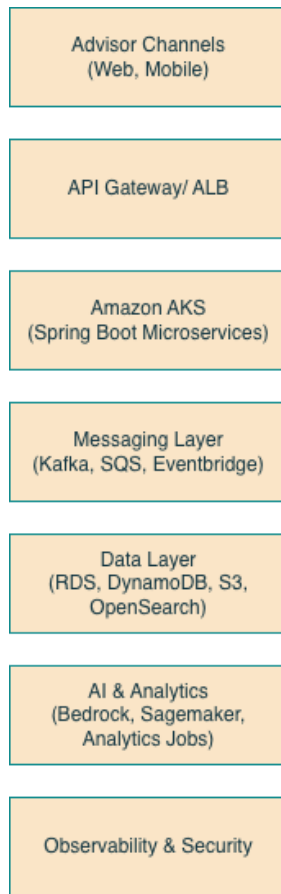 Advisor Channels
(Web, Mobile)
API Gateway/ ALB
Amazon AKS
(Spring Boot Microservices)
Messaging Layer
(Kafka, SQS, Eventbridge)
Data Layer
(RDS, DynamoDB, S3,
OpenSearch)
AI & Analytics
(Bedrock, Sagemaker,
Analytics Jobs)
Observability & Security